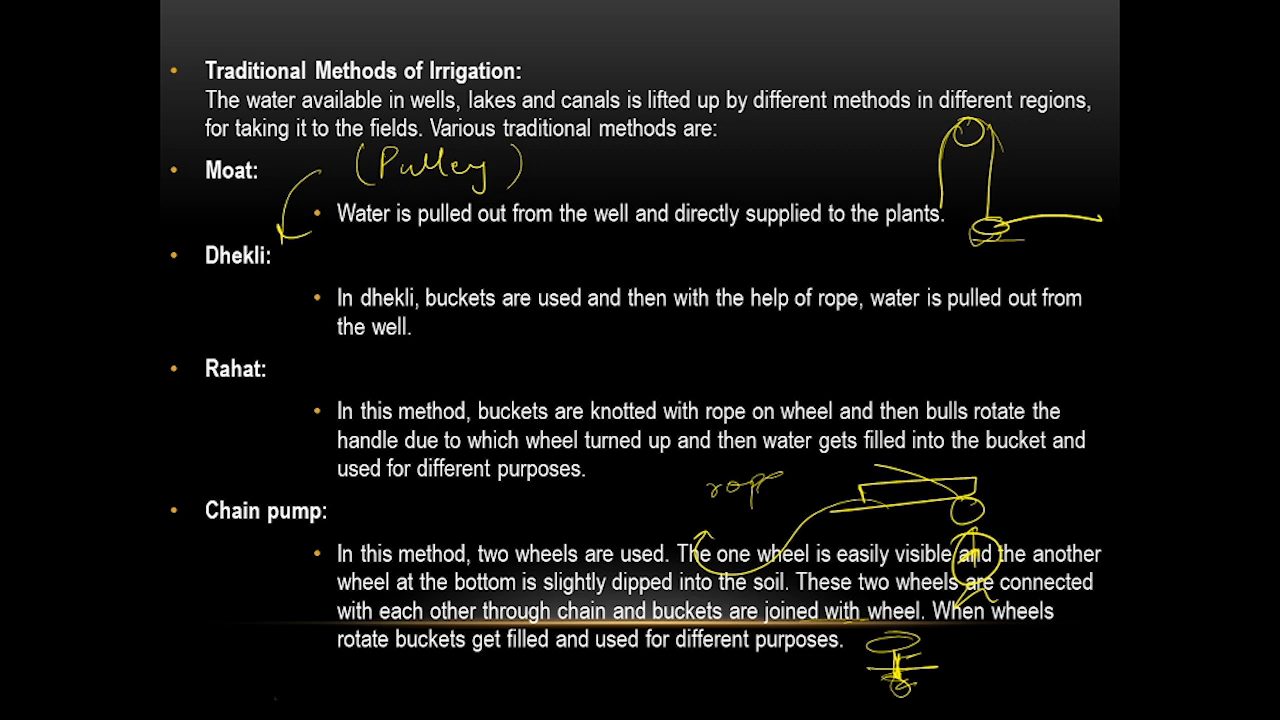 • Traditional Methods of Irrigation:
The water available in wells, lakes and canals is lifted up by different methods in different regions,
for taking it to the fields. Various traditional methods are:
• Moat: (Pulley)
• Water is pulled out from the well and directly supplied to the plants.
• Dhekli:
• In dhekli, buckets are used and then with the help of rope, water is pulled out from
the well.
• Rahat:
• In this method, buckets are knotted with rope on wheel and then bulls rotate the
handle due to which wheel turned up and then water gets filled into the bucket and
used for different purposes.
rope
• Chain pump:
• In this method, two wheels are used. The one wheel is easily visible and the another
wheel at the bottom is slightly dipped into the soil. These two wheels are connected
with each other through chain and buckets are joined with wheel. When wheels
rotate buckets get filled and used for different purposes.